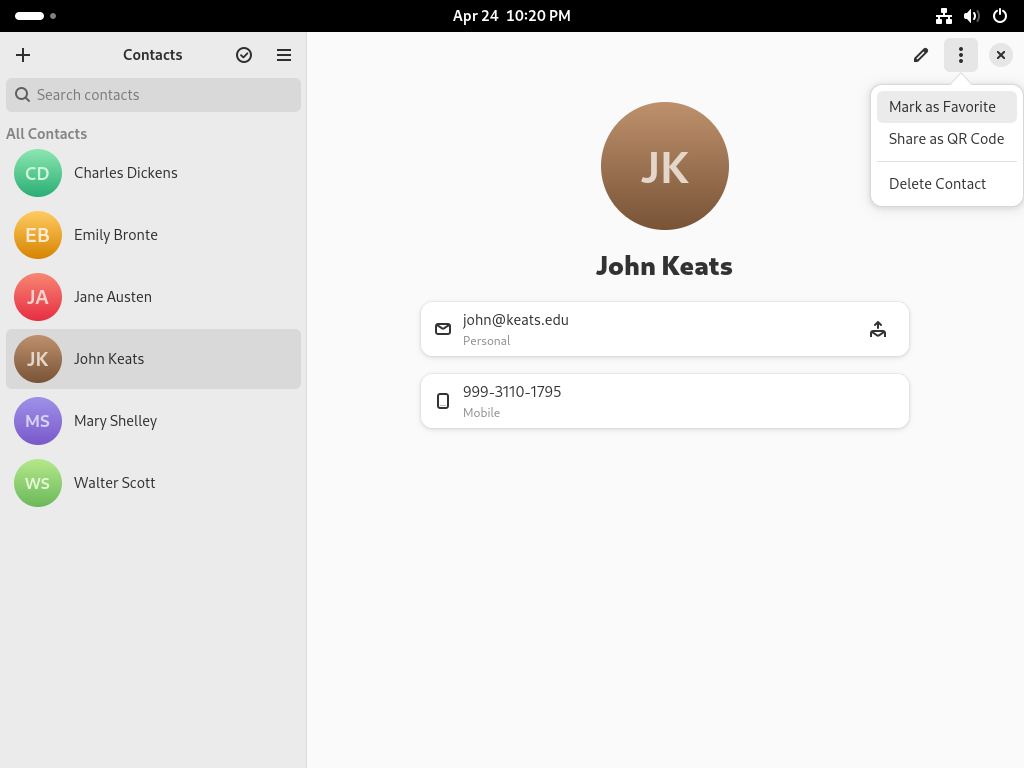 Apr 24 10:20 PM
Contacts
Search contacts
All Contacts
CD Charles Dickens
EB Emily Bronte
JA Jane Austen
JK John Keats
MS Mary Shelley
WS Walter Scott
JK
John Keats
john@keats.edu
Personal
999-3110-1795
Mobile
Mark as Favorite
Share as QR Code
Delete Contact